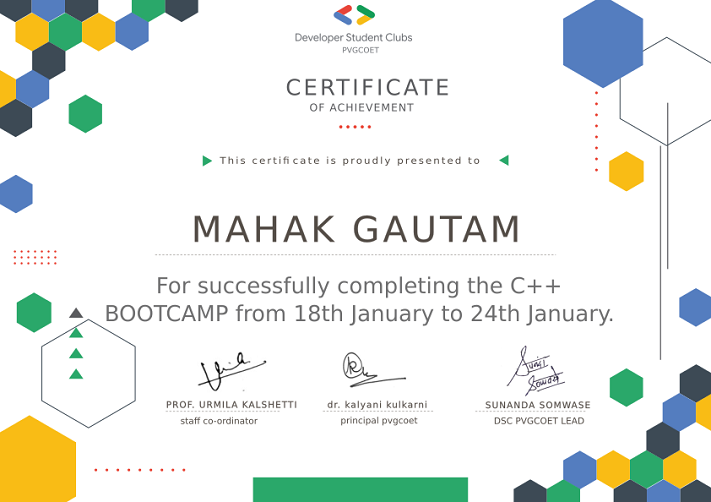 Developer Student Clubs
PVGCOET
CERTIFICATE
OF ACHIEVEMENT
This certificate is proudly presented to
MAHAK GAUTAM
For successfully completing the C++
BOOTCAMP from 18th January to 24th January.
PROF. URMILA KALSHETTI dr. kalyani kulkarni SUNANDA SOMWASE
staff co-ordinator principal pvgcoet DSC PVGCOET LEAD